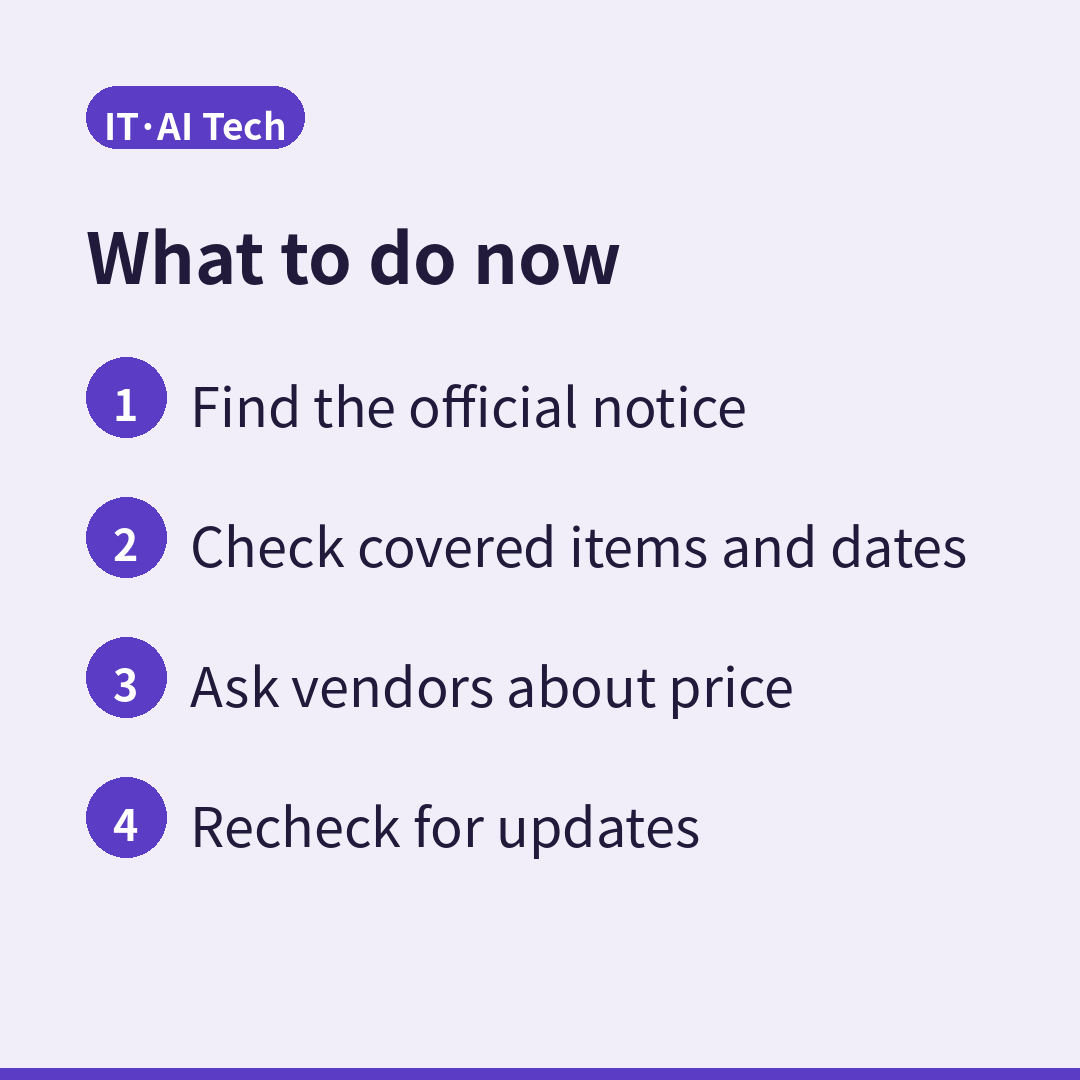 IT·AI Tech
What to do now
1 Find the official notice
2 Check covered items and dates
3 Ask vendors about price
4 Recheck for updates